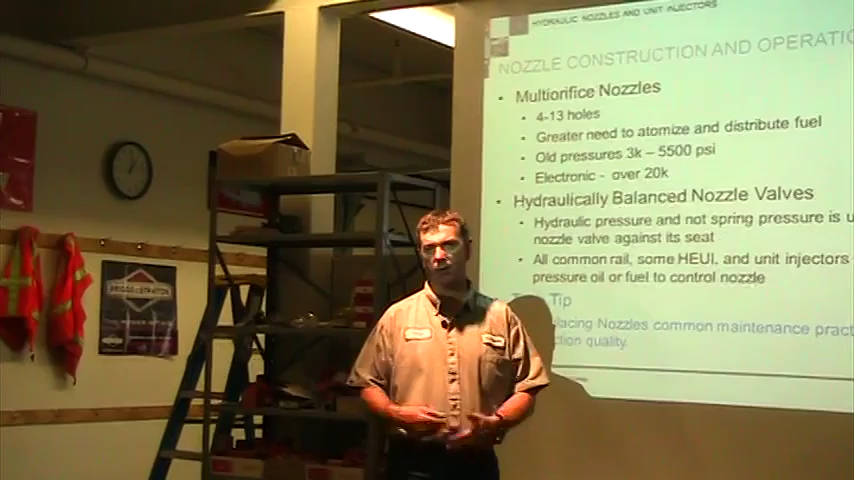 HYDRAULIC NOZZLES AND UNIT INJECTORS
NOZZLE CONSTRUCTION AND OPERATI
• Multiorifice Nozzles
• 4-13 holes
• Greater need to atomize and distribute fuel
• Old pressures 3k – 5500 psi
• Electronic - over 20k
• Hydraulically Balanced Nozzle Valves
• Hydraulic pressure and not spring pressure is u
nozzle valve against its seat
• All common rail, some HEUI, and unit injectors
pressure oil or fuel to control nozzle
Tip
lacing Nozzles common maintenance pract
ction quality.
BRIGGS & STRATTON